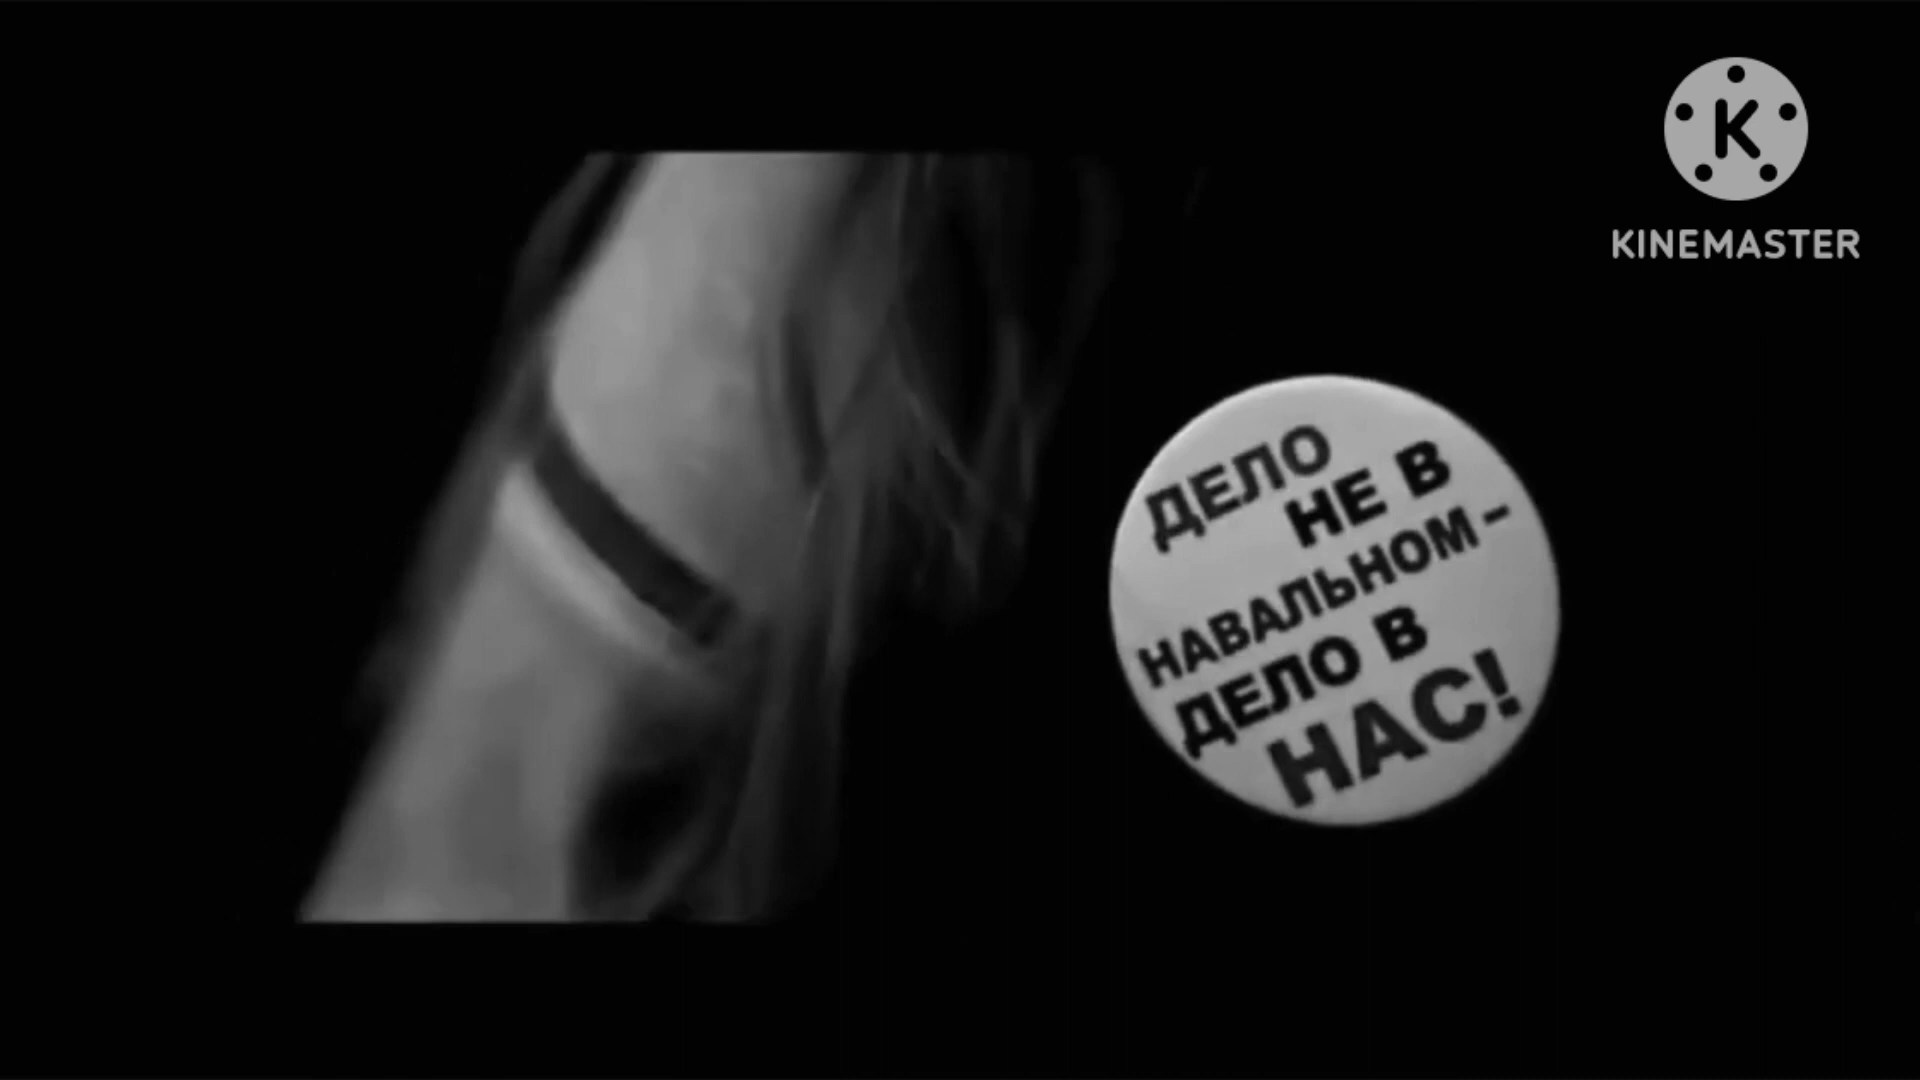 K
KINEMASTER
ДЕЛО
НЕ В
НАВАЛЬНОМ-
ДЕЛО В
НАС!